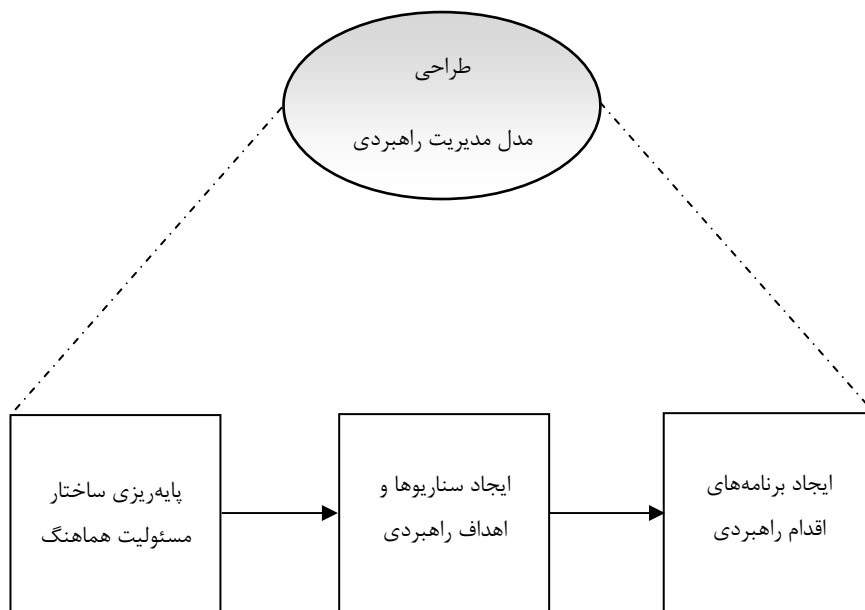 طراحی
مدل مدیریت راهبردی
پایه‌ریزی ساختار
مسئولیت هماهنگ
ایجاد سناریوها و
اهداف راهبردی
ایجاد برنامه‌های
اقدام راهبردی